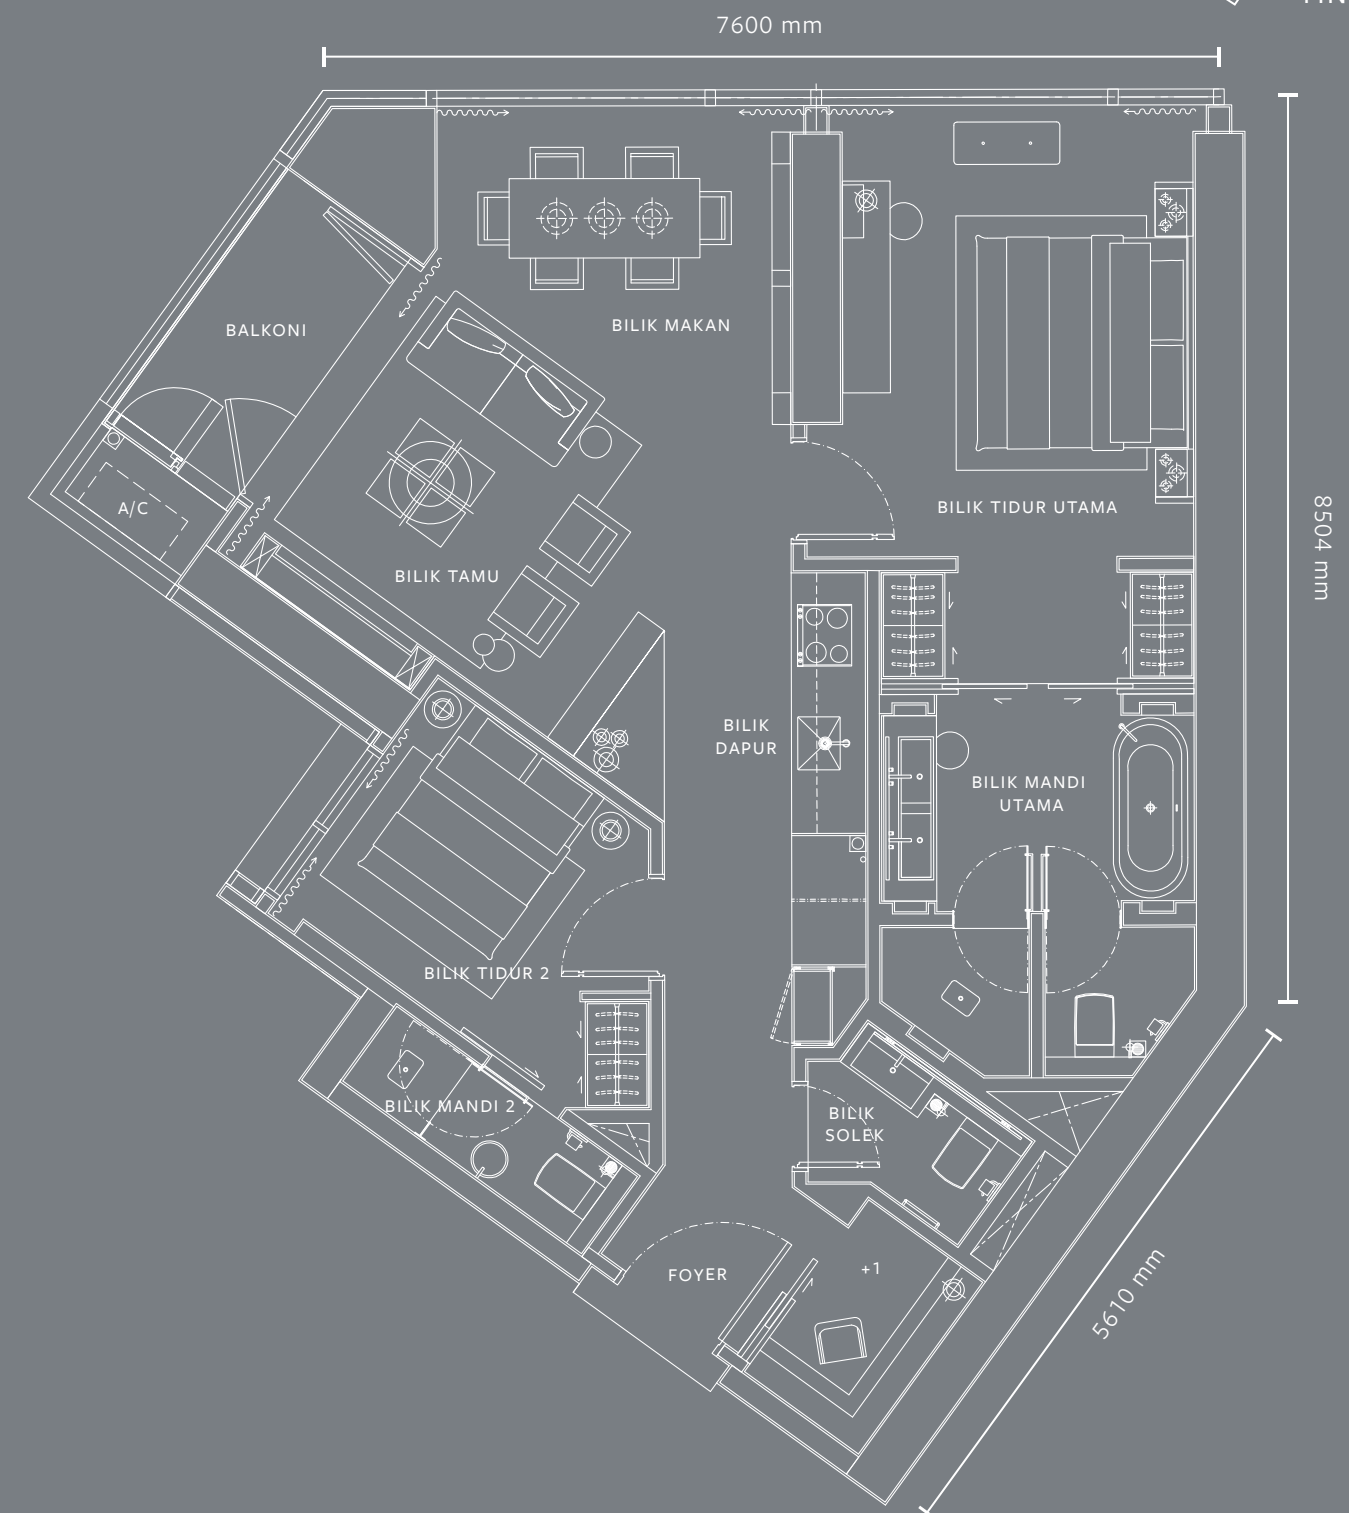 7600 mm
BALKONI
BILIK MAKAN
A/C
BILIK TIDUR UTAMA
8504 mm
BILIK TAMU
BILIK
DAPUR
BILIK MANDI
UTAMA
BILIK TIDUR 2
BILIK MANDI 2
BILIK
SOLEK
FOYER
+1
5610 mm